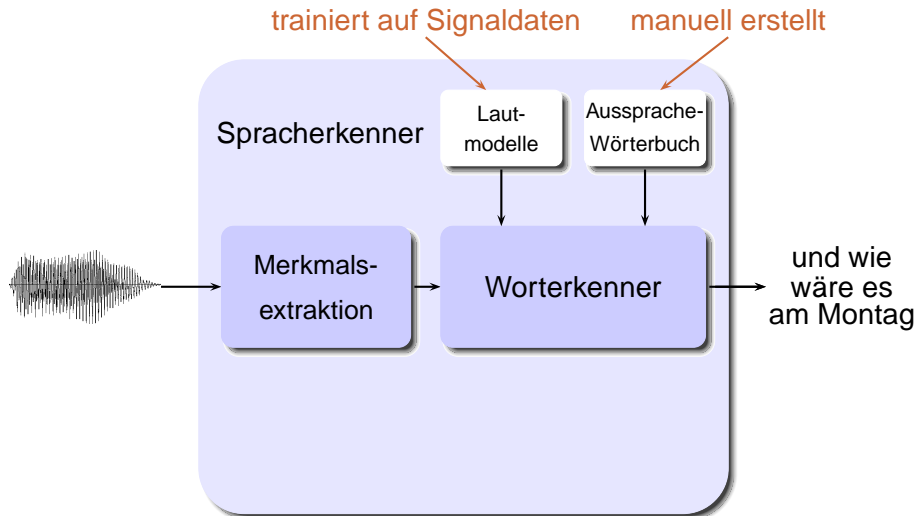 trainiert auf Signaldaten
manuell erstellt
Spracherkenner
Laut-
modelle
Aussprache-
Wörterbuch
Merkmals-
extraktion
Worterkenner
und wie
wäre es
am Montag